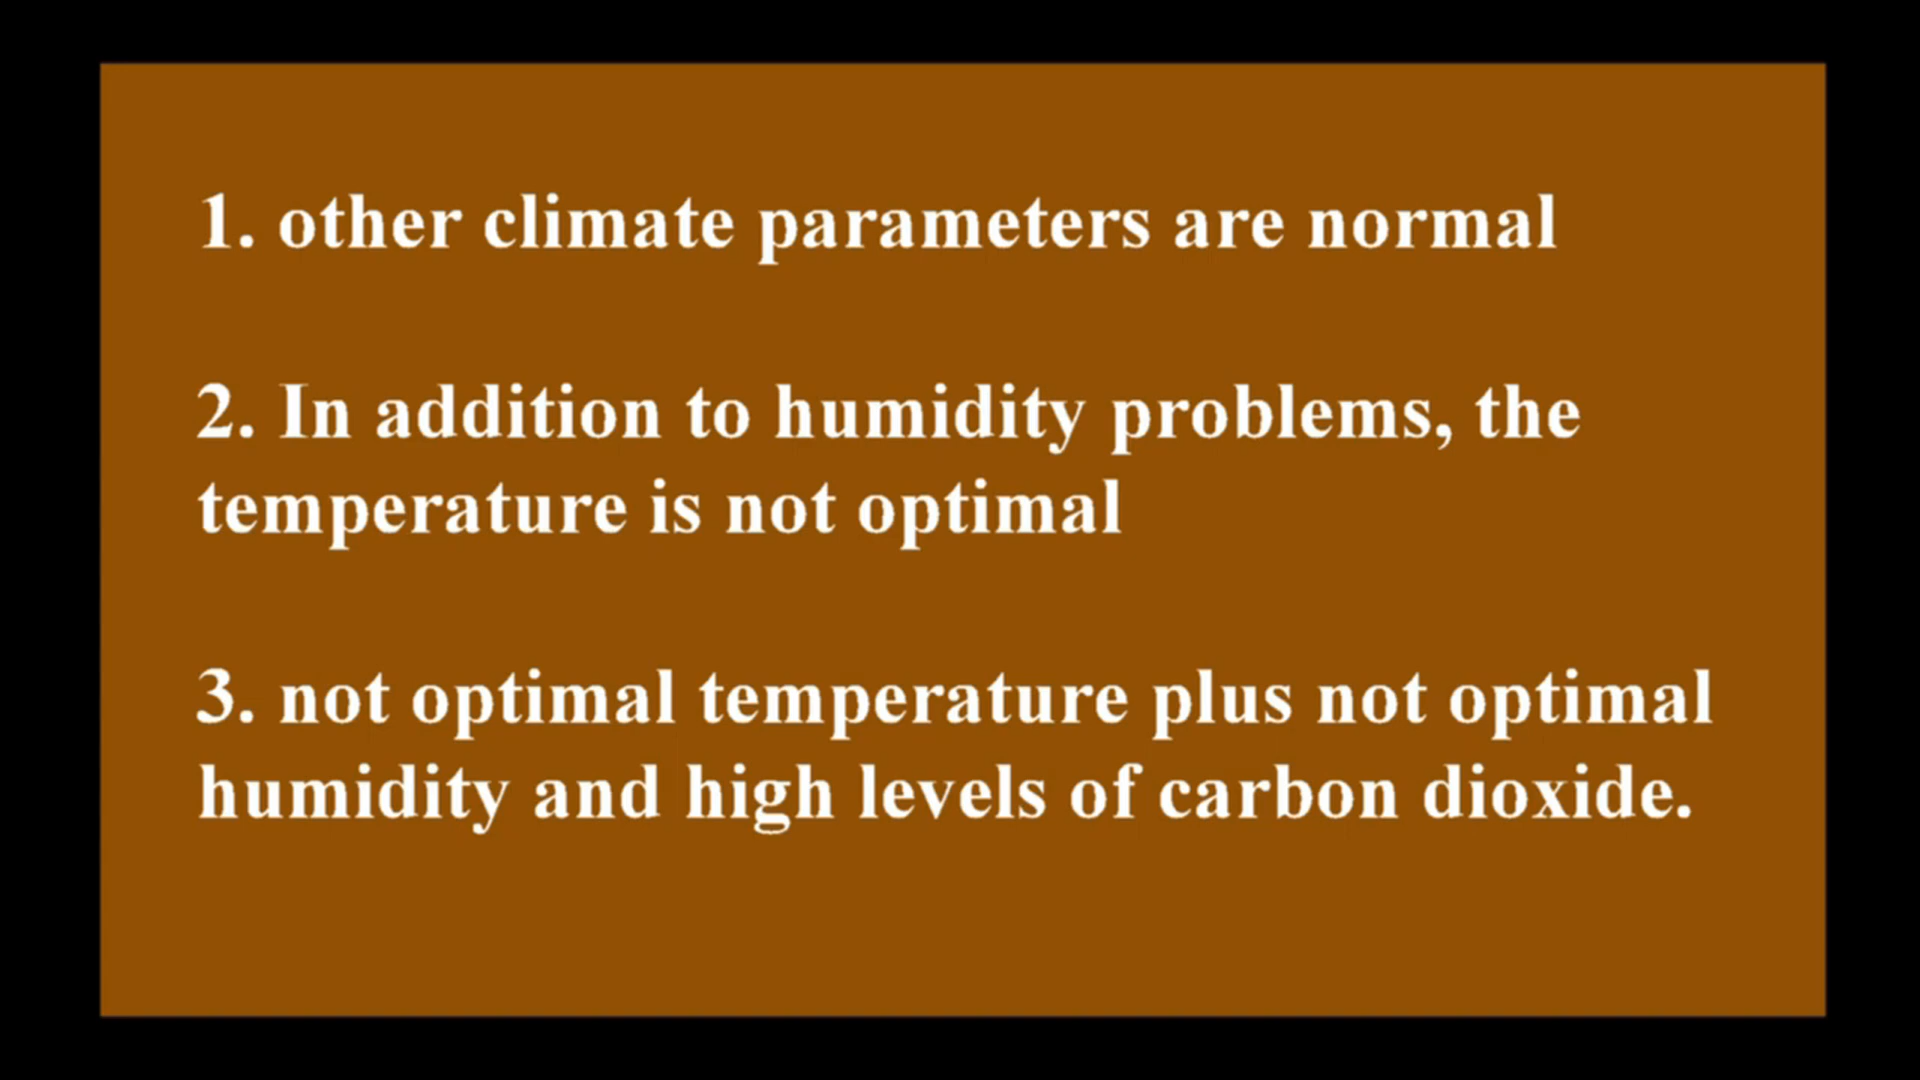 1. other climate parameters are normal
2. In addition to humidity problems, the
temperature is not optimal
3. not optimal temperature plus not optimal
humidity and high levels of carbon dioxide.